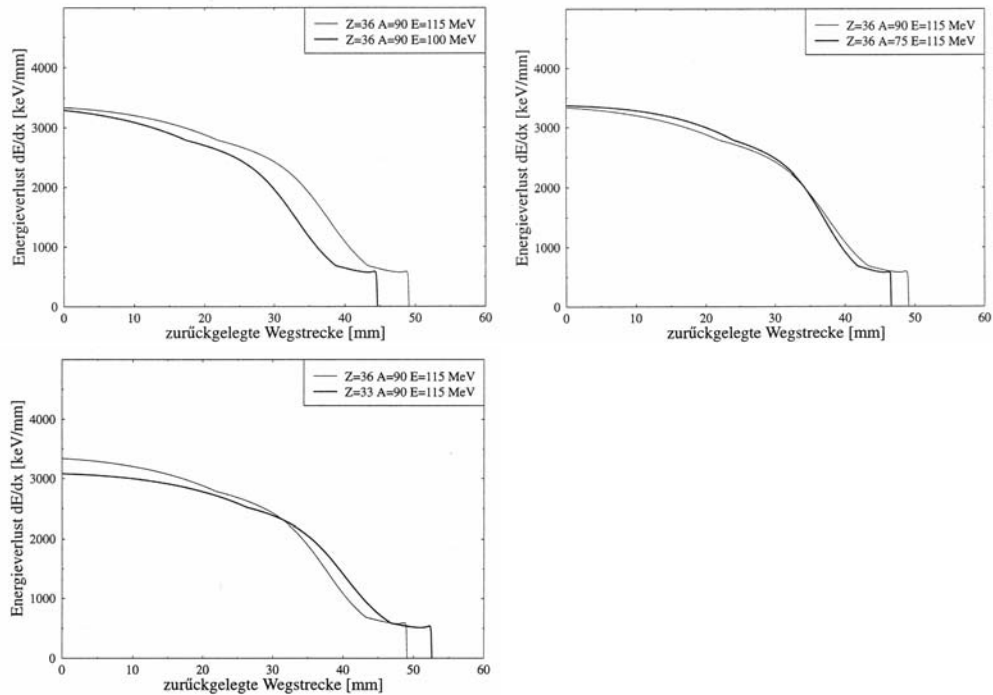 Z=36 A=90 E=115 MeV
Z=36 A=90 E=100 MeV
Energieverlust dE/dx [keV/mm]
4000
3000
2000
1000
0
0 10 20 30 40 50 60
zurückgelegte Wegstrecke [mm]
Z=36 A=90 E=115 MeV
Z=36 A=75 E=115 MeV
Energieverlust dE/dx [keV/mm]
4000
3000
2000
1000
0
0 10 20 30 40 50 60
zurückgelegte Wegstrecke [mm]
Z=36 A=90 E=115 MeV
Z=33 A=90 E=115 MeV
Energieverlust dE/dx [keV/mm]
4000
3000
2000
1000
0
0 10 20 30 40 50 60
zurückgelegte Wegstrecke [mm]